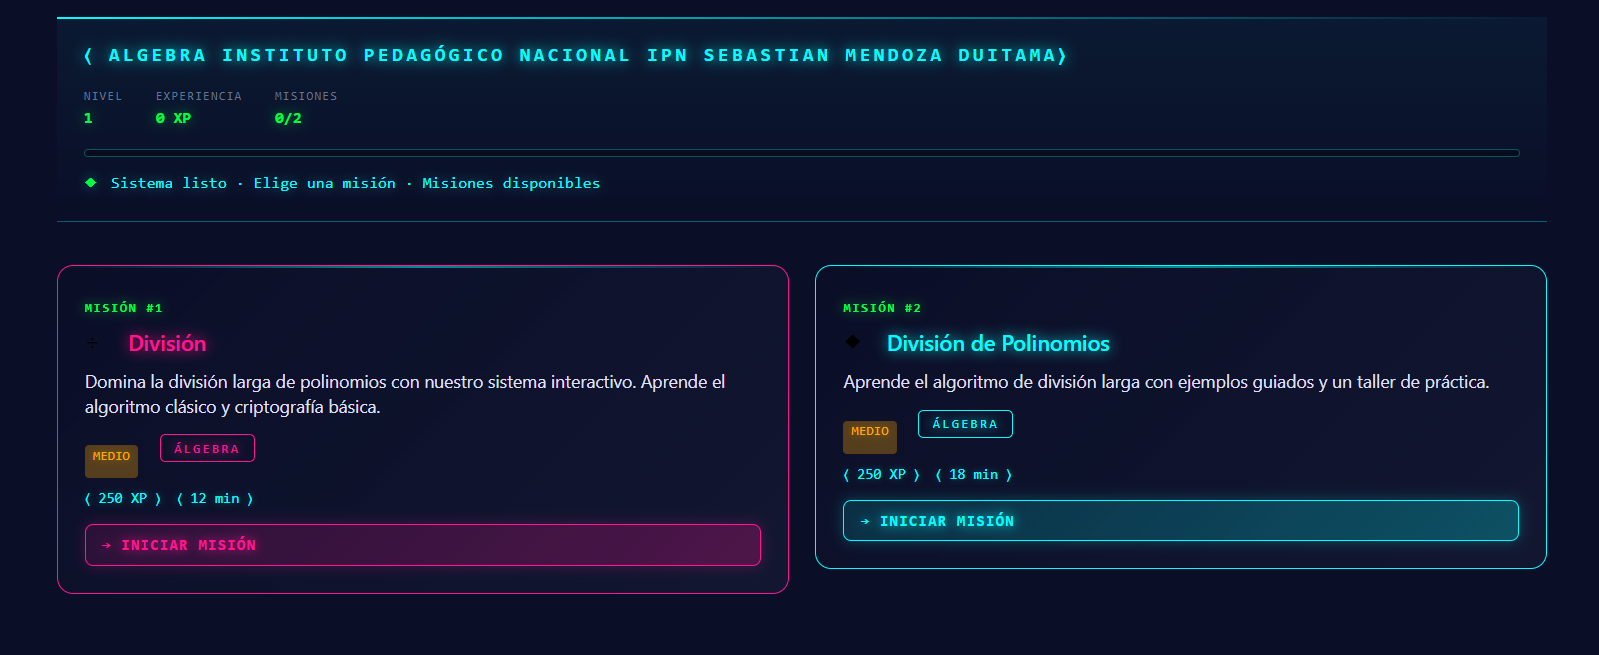 ⟨ ALGEBRA INSTITUTO PEDAGÓGICO NACIONAL IPN SEBASTIAN MENDOZA DUITAMA⟩
NIVEL EXPERIENCIA MISIONES
1 0 XP 0/2
◆ Sistema listo · Elige una misión · Misiones disponibles
MISIÓN #1
÷ División
Domina la división larga de polinomios con nuestro sistema interactivo. Aprende el
algoritmo clásico y criptografía básica.
MEDIO ÁLGEBRA
⟨ 250 XP ⟩ ⟨ 12 min ⟩
→ INICIAR MISIÓN
MISIÓN #2
◆ División de Polinomios
Aprende el algoritmo de división larga con ejemplos guiados y un taller de práctica.
MEDIO ÁLGEBRA
⟨ 250 XP ⟩ ⟨ 18 min ⟩
→ INICIAR MISIÓN